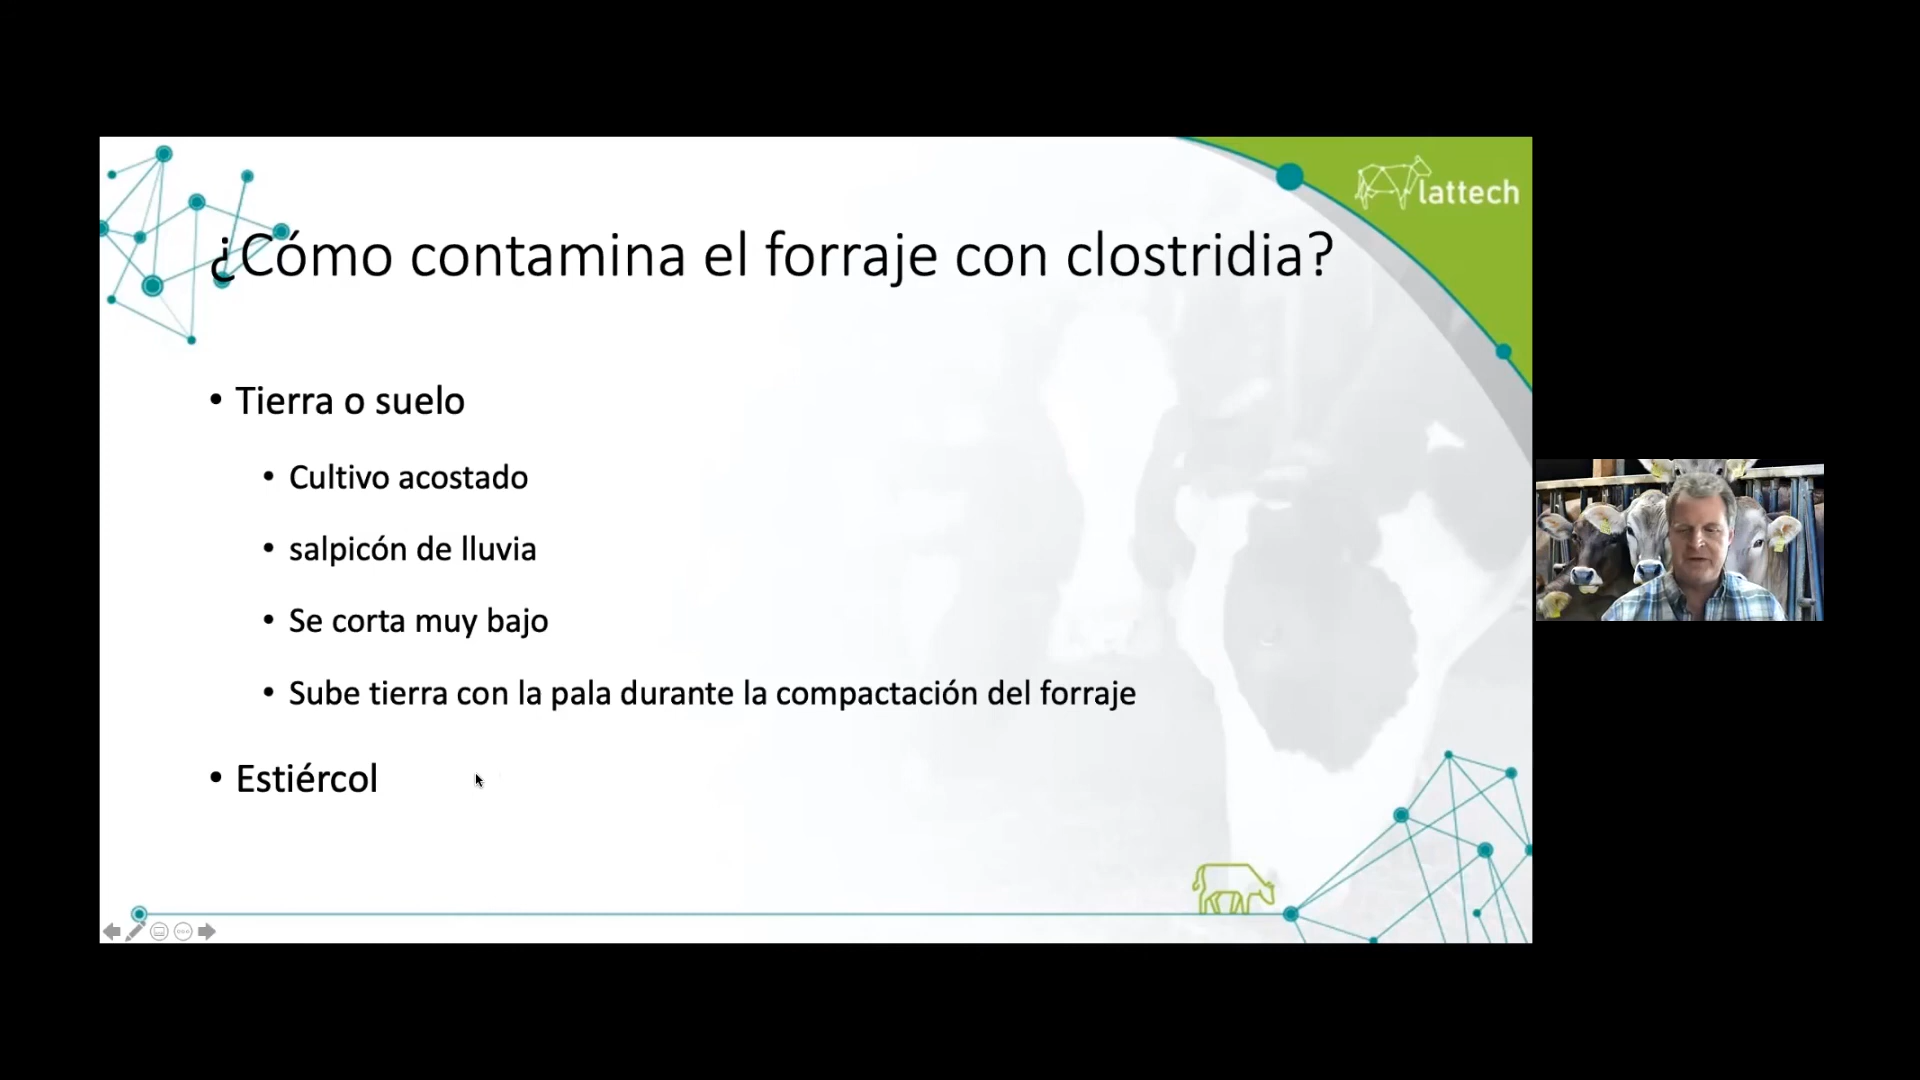 lattech
¿Cómo contamina el forraje con clostridia?
• Tierra o suelo
• Cultivo acostado
• salpicón de lluvia
• Se corta muy bajo
• Sube tierra con la pala durante la compactación del forraje
• Estiércol